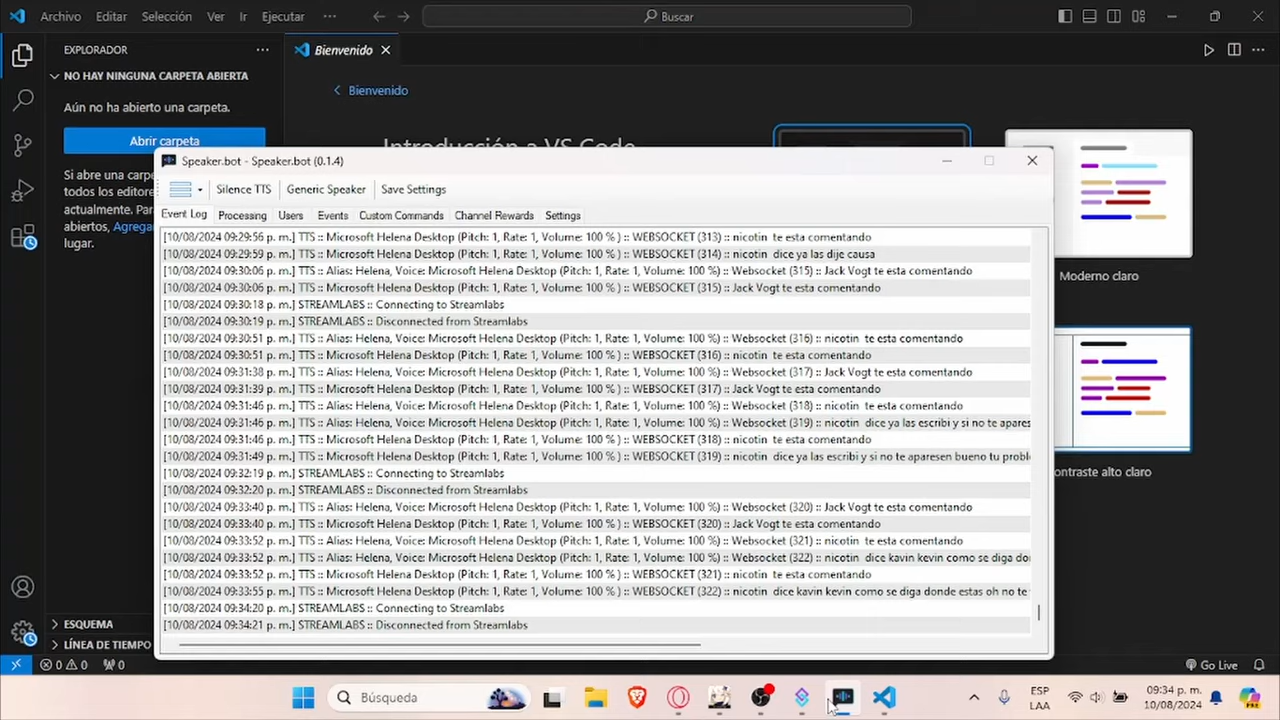 Archivo Editar Selección Ver Ir Ejecutar ··· Buscar
EXPLORADOR ···
Bienvenido
NO HAY NINGUNA CARPETA ABIERTA
Aún no ha abierto una carpeta.
Abrir carpeta
Si abre una carpet
todos los editore
actualmente. Par
abiertos, Agrega
lugar.
Bienvenido
Introducción a VS Code
Moderno claro
ontraste alto claro
Speaker.bot - Speaker.bot (0.1.4)
Silence TTS Generic Speaker Save Settings
Event Log Processing Users Events Custom Commands Channel Rewards Settings
[10/08/2024 09:29:56 p. m.] TTS :: Microsoft Helena Desktop (Pitch: 1, Rate: 1, Volume: 100 % ) :: WEBSOCKET (313) :: nicotin te esta comentando
[10/08/2024 09:29:59 p. m.] TTS :: Microsoft Helena Desktop (Pitch: 1, Rate: 1, Volume: 100 % ) :: WEBSOCKET (314) :: nicotin dice ya las dije causa
[10/08/2024 09:30:06 p. m.] TTS :: Alias: Helena, Voice: Microsoft Helena Desktop (Pitch: 1, Rate: 1, Volume: 100 %) :: Websocket (315) :: Jack Vogt te esta comentando
[10/08/2024 09:30:06 p. m.] TTS :: Microsoft Helena Desktop (Pitch: 1, Rate: 1, Volume: 100 % ) :: WEBSOCKET (315) :: Jack Vogt te esta comentando
[10/08/2024 09:30:18 p. m.] STREAMLABS :: Connecting to Streamlabs
[10/08/2024 09:30:19 p. m.] STREAMLABS :: Disconnected from Streamlabs
[10/08/2024 09:30:51 p. m.] TTS :: Alias: Helena, Voice: Microsoft Helena Desktop (Pitch: 1, Rate: 1, Volume: 100 %) :: Websocket (316) :: nicotin te esta comentando
[10/08/2024 09:30:51 p. m.] TTS :: Microsoft Helena Desktop (Pitch: 1, Rate: 1, Volume: 100 % ) :: WEBSOCKET (316) :: nicotin te esta comentando
[10/08/2024 09:31:38 p. m.] TTS :: Alias: Helena, Voice: Microsoft Helena Desktop (Pitch: 1, Rate: 1, Volume: 100 %) :: Websocket (317) :: Jack Vogt te esta comentando
[10/08/2024 09:31:39 p. m.] TTS :: Microsoft Helena Desktop (Pitch: 1, Rate: 1, Volume: 100 % ) :: WEBSOCKET (317) :: Jack Vogt te esta comentando
[10/08/2024 09:31:46 p. m.] TTS :: Alias: Helena, Voice: Microsoft Helena Desktop (Pitch: 1, Rate: 1, Volume: 100 %) :: Websocket (318) :: nicotin te esta comentando
[10/08/2024 09:31:46 p. m.] TTS :: Alias: Helena, Voice: Microsoft Helena Desktop (Pitch: 1, Rate: 1, Volume: 100 %) :: Websocket (319) :: nicotin dice ya las escribi y si no te apares
[10/08/2024 09:31:46 p. m.] TTS :: Microsoft Helena Desktop (Pitch: 1, Rate: 1, Volume: 100 % ) :: WEBSOCKET (318) :: nicotin te esta comentando
[10/08/2024 09:31:49 p. m.] TTS :: Microsoft Helena Desktop (Pitch: 1, Rate: 1, Volume: 100 % ) :: WEBSOCKET (319) :: nicotin dice ya las escribi y si no te aparesen bueno tu proble
[10/08/2024 09:32:19 p. m.] STREAMLABS :: Connecting to Streamlabs
[10/08/2024 09:32:20 p. m.] STREAMLABS :: Disconnected from Streamlabs
[10/08/2024 09:33:40 p. m.] TTS :: Alias: Helena, Voice: Microsoft Helena Desktop (Pitch: 1, Rate: 1, Volume: 100 %) :: Websocket (320) :: Jack Vogt te esta comentando
[10/08/2024 09:33:40 p. m.] TTS :: Microsoft Helena Desktop (Pitch: 1, Rate: 1, Volume: 100 % ) :: WEBSOCKET (320) :: Jack Vogt te esta comentando
[10/08/2024 09:33:52 p. m.] TTS :: Alias: Helena, Voice: Microsoft Helena Desktop (Pitch: 1, Rate: 1, Volume: 100 %) :: Websocket (321) :: nicotin te esta comentando
[10/08/2024 09:33:52 p. m.] TTS :: Alias: Helena, Voice: Microsoft Helena Desktop (Pitch: 1, Rate: 1, Volume: 100 %) :: Websocket (322) :: nicotin dice kavin kevin como se diga do
[10/08/2024 09:33:52 p. m.] TTS :: Microsoft Helena Desktop (Pitch: 1, Rate: 1, Volume: 100 % ) :: WEBSOCKET (321) :: nicotin te esta comentando
[10/08/2024 09:33:55 p. m.] TTS :: Microsoft Helena Desktop (Pitch: 1, Rate: 1, Volume: 100 % ) :: WEBSOCKET (322) :: nicotin dice kavin kevin como se diga donde estas oh no te
[10/08/2024 09:34:20 p. m.] STREAMLABS :: Connecting to Streamlabs
[10/08/2024 09:34:21 p. m.] STREAMLABS :: Disconnected from Streamlabs
ESQUEMA
LÍNEA DE TIEMPO
0 0 0 Go Live
Búsqueda
ESP
LAA
09:34 p. m.
10/08/2024
PRE